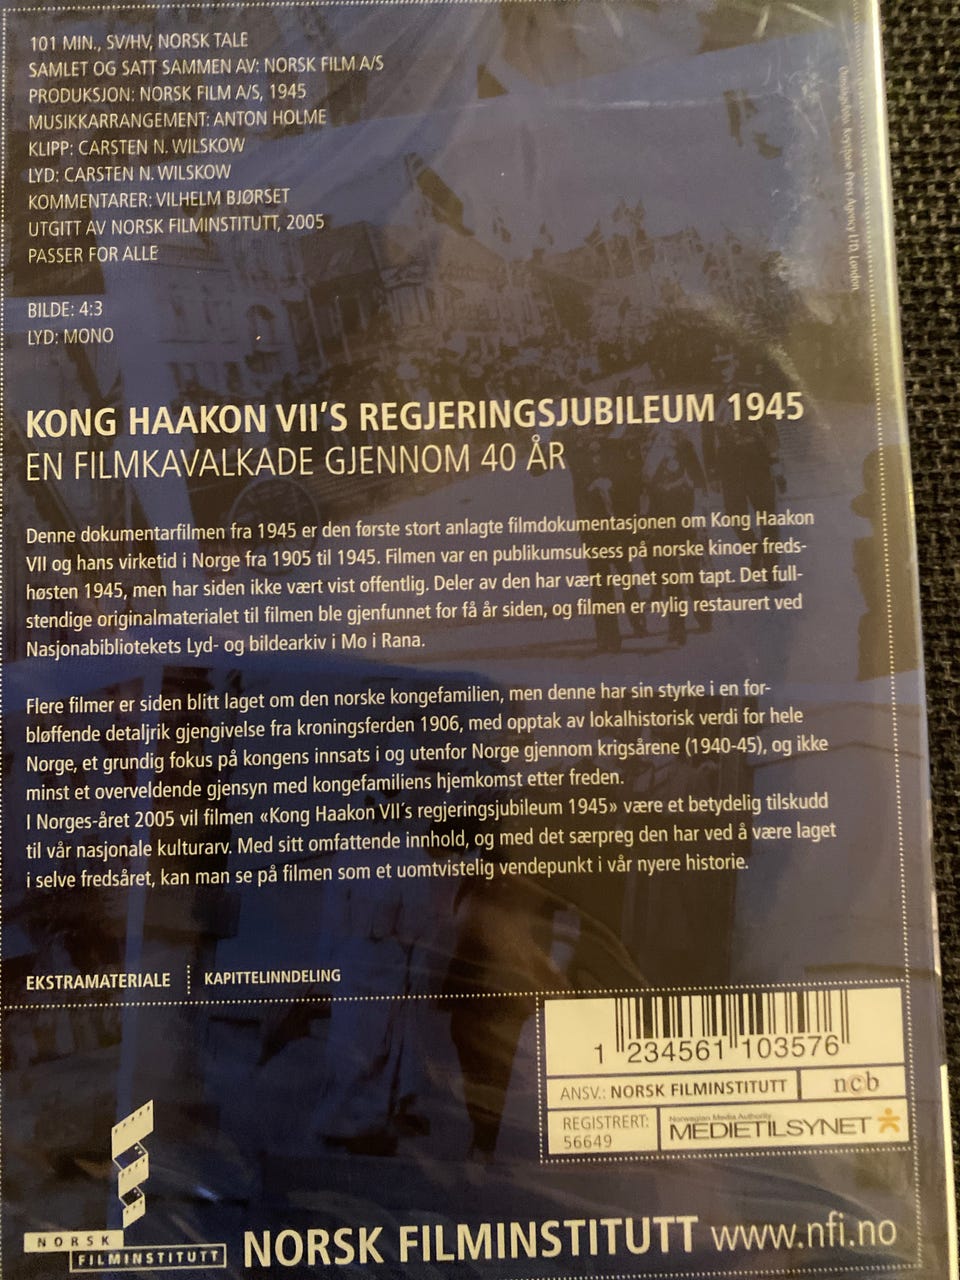 101 MIN., SV/HV, NORSK TALE
SAMLET OG SATT SAMMEN AV: NORSK FILM A/S
PRODUKSJON: NORSK FILM A/S, 1945
MUSIKKARRANGEMENT: ANTON HOLME
KLIPP: CARSTEN N. WILSKOW
LYD: CARSTEN N. WILSKOW
KOMMENTARER: VILHELM BJØRSET
UTGITT AV NORSK FILMINSTITUTT, 2005
PASSER FOR ALLE
BILDE: 4:3
LYD: MONO
Omslagsfoto: Keystone Press Agency LTD, London
KONG HAAKON VII'S REGJERINGSJUBILEUM 1945
EN FILMKAVALKADE GJENNOM 40 ÅR
Denne dokumentarfilmen fra 1945 er den første stort anlagte filmdokumentasjonen om Kong Haakon
VII og hans virketid i Norge fra 1905 til 1945. Filmen var en publikumsuksess på norske kinoer freds-
høsten 1945, men har siden ikke vært vist offentlig. Deler av den har vært regnet som tapt. Det full-
stendige originalmaterialet til filmen ble gjenfunnet for få år siden, og filmen er nylig restaurert ved
Nasjonabibliotekets Lyd- og bildearkiv i Mo i Rana.
Flere filmer er siden blitt laget om den norske kongefamilien, men denne har sin styrke i en for-
bløffende detaljrik gjengivelse fra kroningsferden 1906, med opptak av lokalhistorisk verdi for hele
Norge, et grundig fokus på kongens innsats i og utenfor Norge gjennom krigsårene (1940-45), og ikke
minst et overveldende gjensyn med kongefamiliens hjemkomst etter freden.
I Norges-året 2005 vil filmen «Kong Haakon VII´s regjeringsjubileum 1945» være et betydelig tilskudd
til vår nasjonale kulturarv. Med sitt omfattende innhold, og med det særpreg den har ved å være laget
i selve fredsåret, kan man se på filmen som et uomtvistelig vendepunkt i vår nyere historie.
EKSTRAMATERIALE KAPITTELINNDELING
1 234561 103576
ANSV.: NORSK FILMINSTITUTT ncb
REGISTRERT:
56649
Norwegian Media Authority
MEDIETILSYNET
NORSK
FILMINSTITUTT
NORSK FILMINSTITUTT www.nfi.no